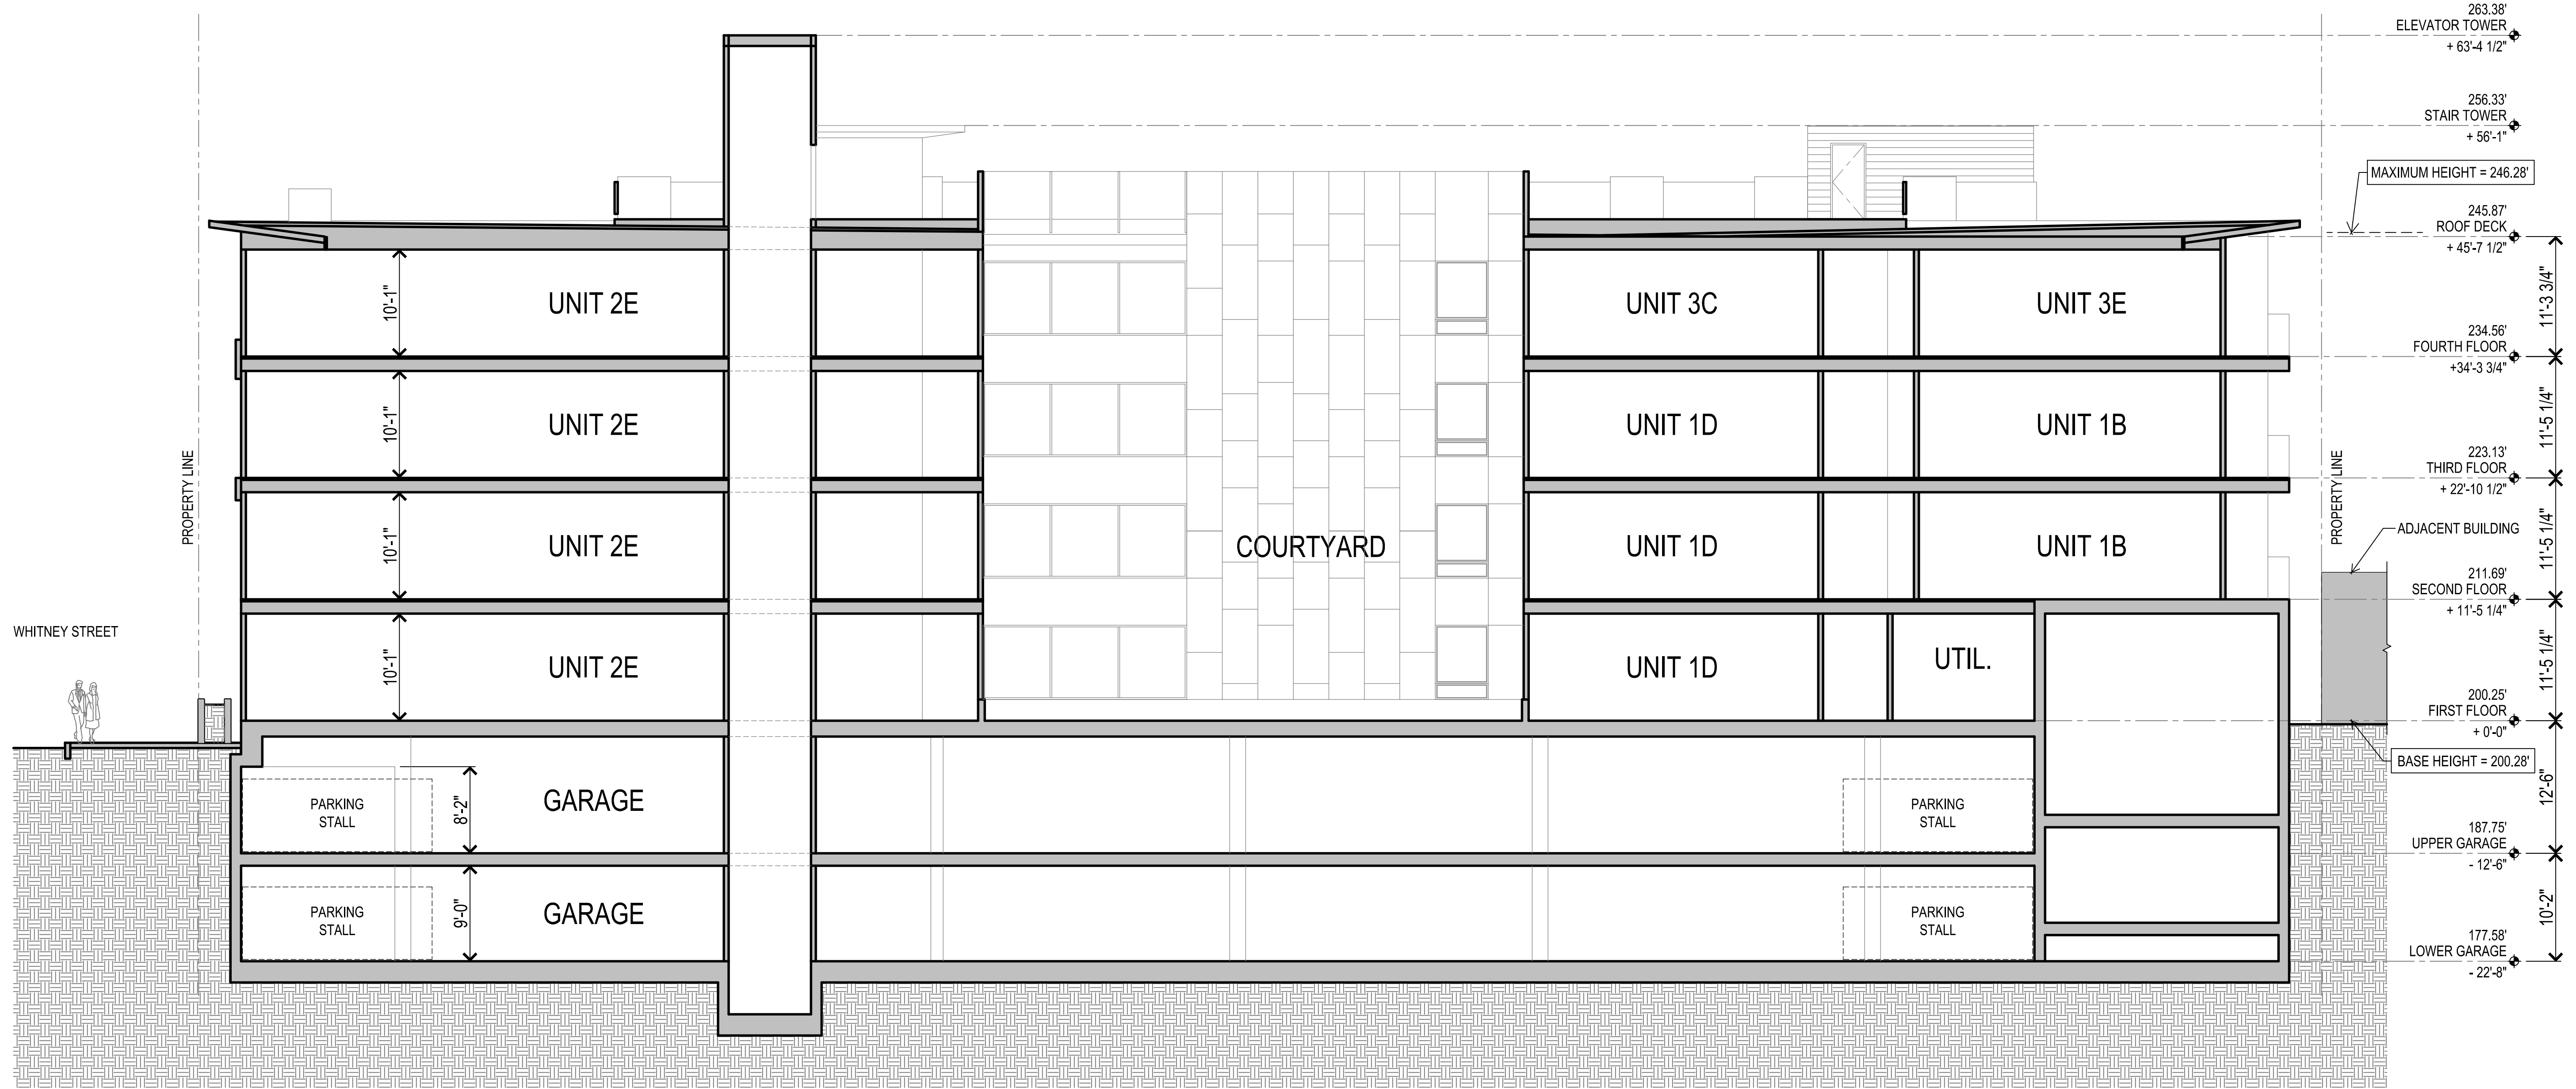 263.38'
ELEVATOR TOWER
+ 63'-4 1/2"
256.33'
STAIR TOWER
+ 56'-1"
MAXIMUM HEIGHT = 246.28'
245.87'
ROOF DECK
+ 45'-7 1/2"
11'-3 3/4"
10'-1"
UNIT 2E
UNIT 3C
UNIT 3E
234.56'
FOURTH FLOOR
+34'-3 3/4"
11'-5 1/4"
10'-1"
UNIT 2E
UNIT 1D
UNIT 1B
223.13'
THIRD FLOOR
+ 22'-10 1/2"
PROPERTY LINE
PROPERTY LINE
11'-5 1/4"
ADJACENT BUILDING
10'-1"
UNIT 2E
COURTYARD
UNIT 1D
UNIT 1B
211.69'
SECOND FLOOR
+ 11'-5 1/4"
WHITNEY STREET
11'-5 1/4"
10'-1"
UNIT 2E
UNIT 1D
UTIL.
200.25'
FIRST FLOOR
+ 0'-0"
BASE HEIGHT = 200.28'
12'-6"
PARKING
STALL
8'-2"
GARAGE
PARKING
STALL
187.75'
UPPER GARAGE
- 12'-6"
10'-2"
PARKING
STALL
9'-0"
GARAGE
PARKING
STALL
177.58'
LOWER GARAGE
- 22'-8"